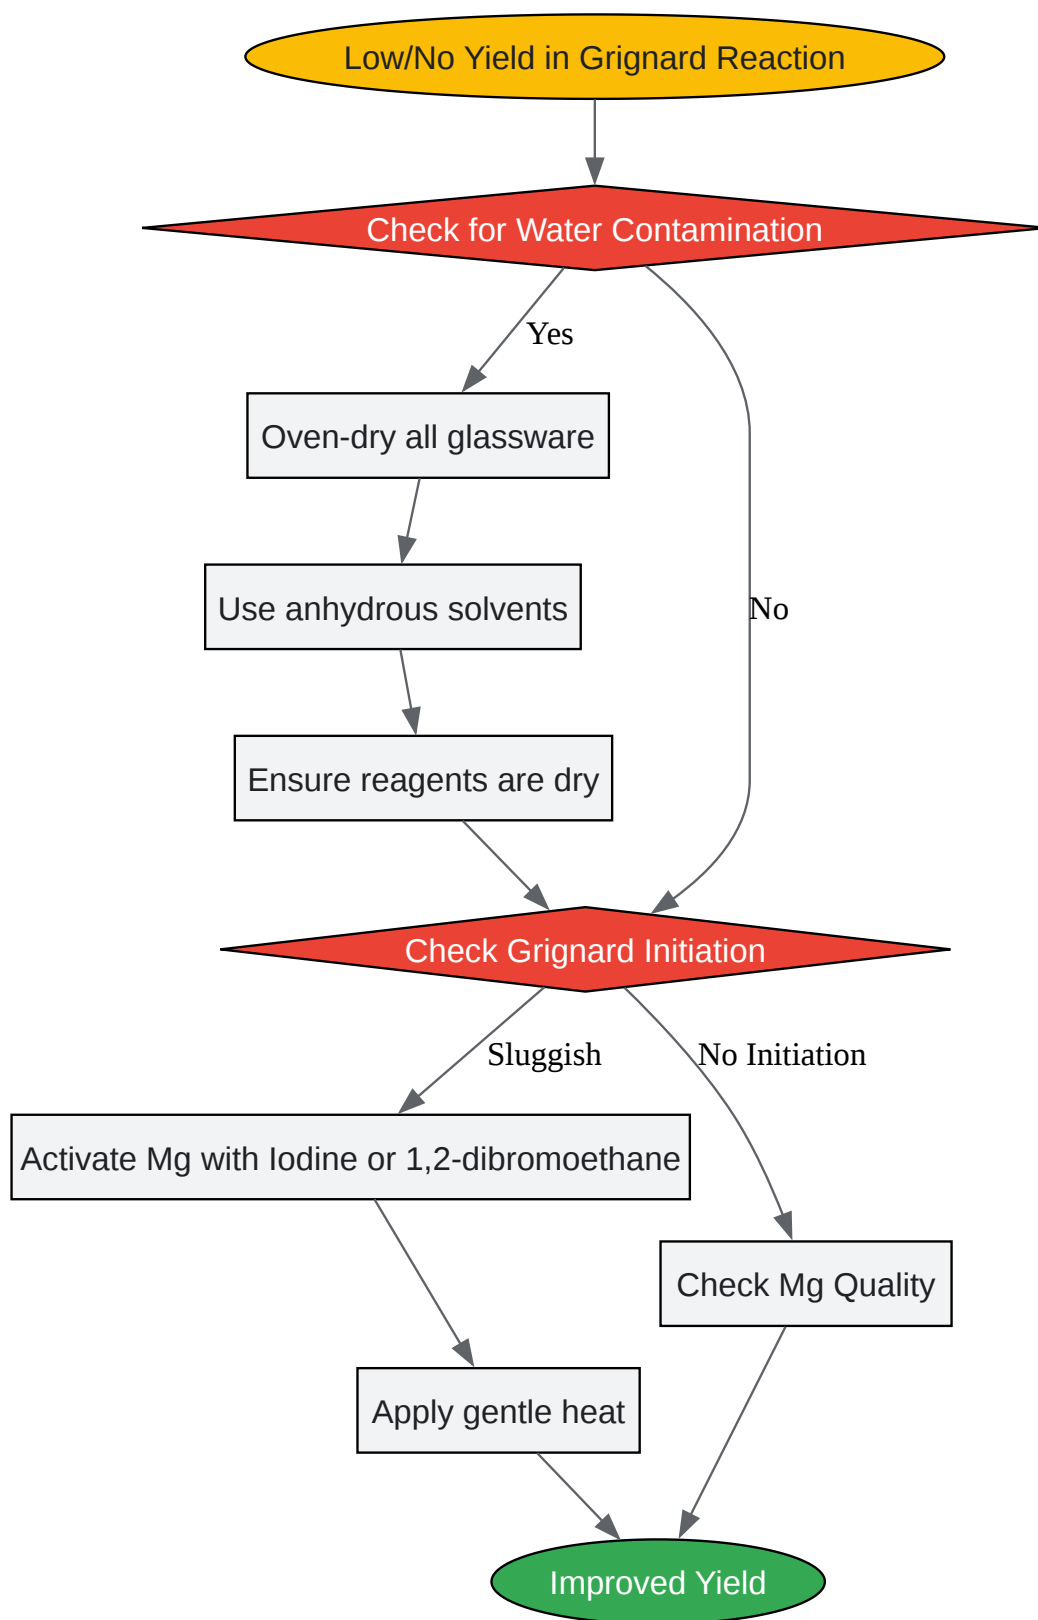 Low/No Yield in Grignard Reaction
Check for Water Contamination
Yes
Oven-dry all glassware
Use anhydrous solvents
No
Ensure reagents are dry
Check Grignard Initiation
Sluggish
No Initiation
Activate Mg with Iodine or 1,2-dibromoethane
Check Mg Quality
Apply gentle heat
Improved Yield